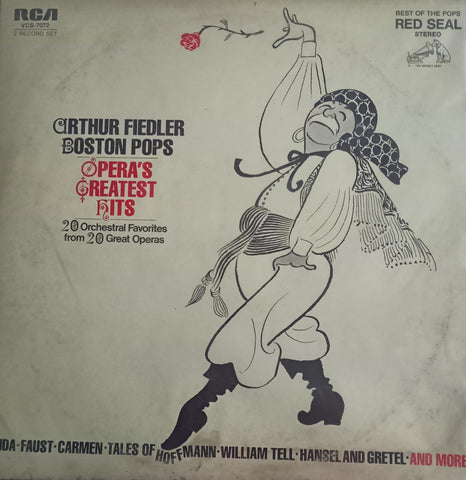 RCA
VCS-7072
2 RECORD SET
BEST OF THE POPS
RED SEAL
STEREO
ARTHUR FIEDLER
BOSTON POPS
OPERA'S
GREATEST
HITS
20 Orchestral Favorites
from 20 Great Operas
IDA·FAUST·CARMEN·TALES OF HOFFMANN·WILLIAM TELL·HANSEL AND GRETEL·AND MORE